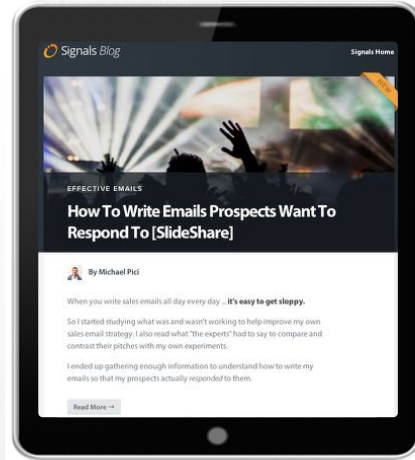 Signals Blog
Signals Home
NEW
EFFECTIVE EMAILS
How To Write Emails Prospects Want To
Respond To [SlideShare]
By Michael Pici
When you write sales emails all day every day ... it's easy to get sloppy.
So I started studying what was and wasn't working to help improve my own
sales email strategy. I also read what "the experts" had to say to compare and
contrast their pitches with my own experiments.
I ended up gathering enough information to understand how to write my
emails so that my prospects actually responded to them.
Read More →